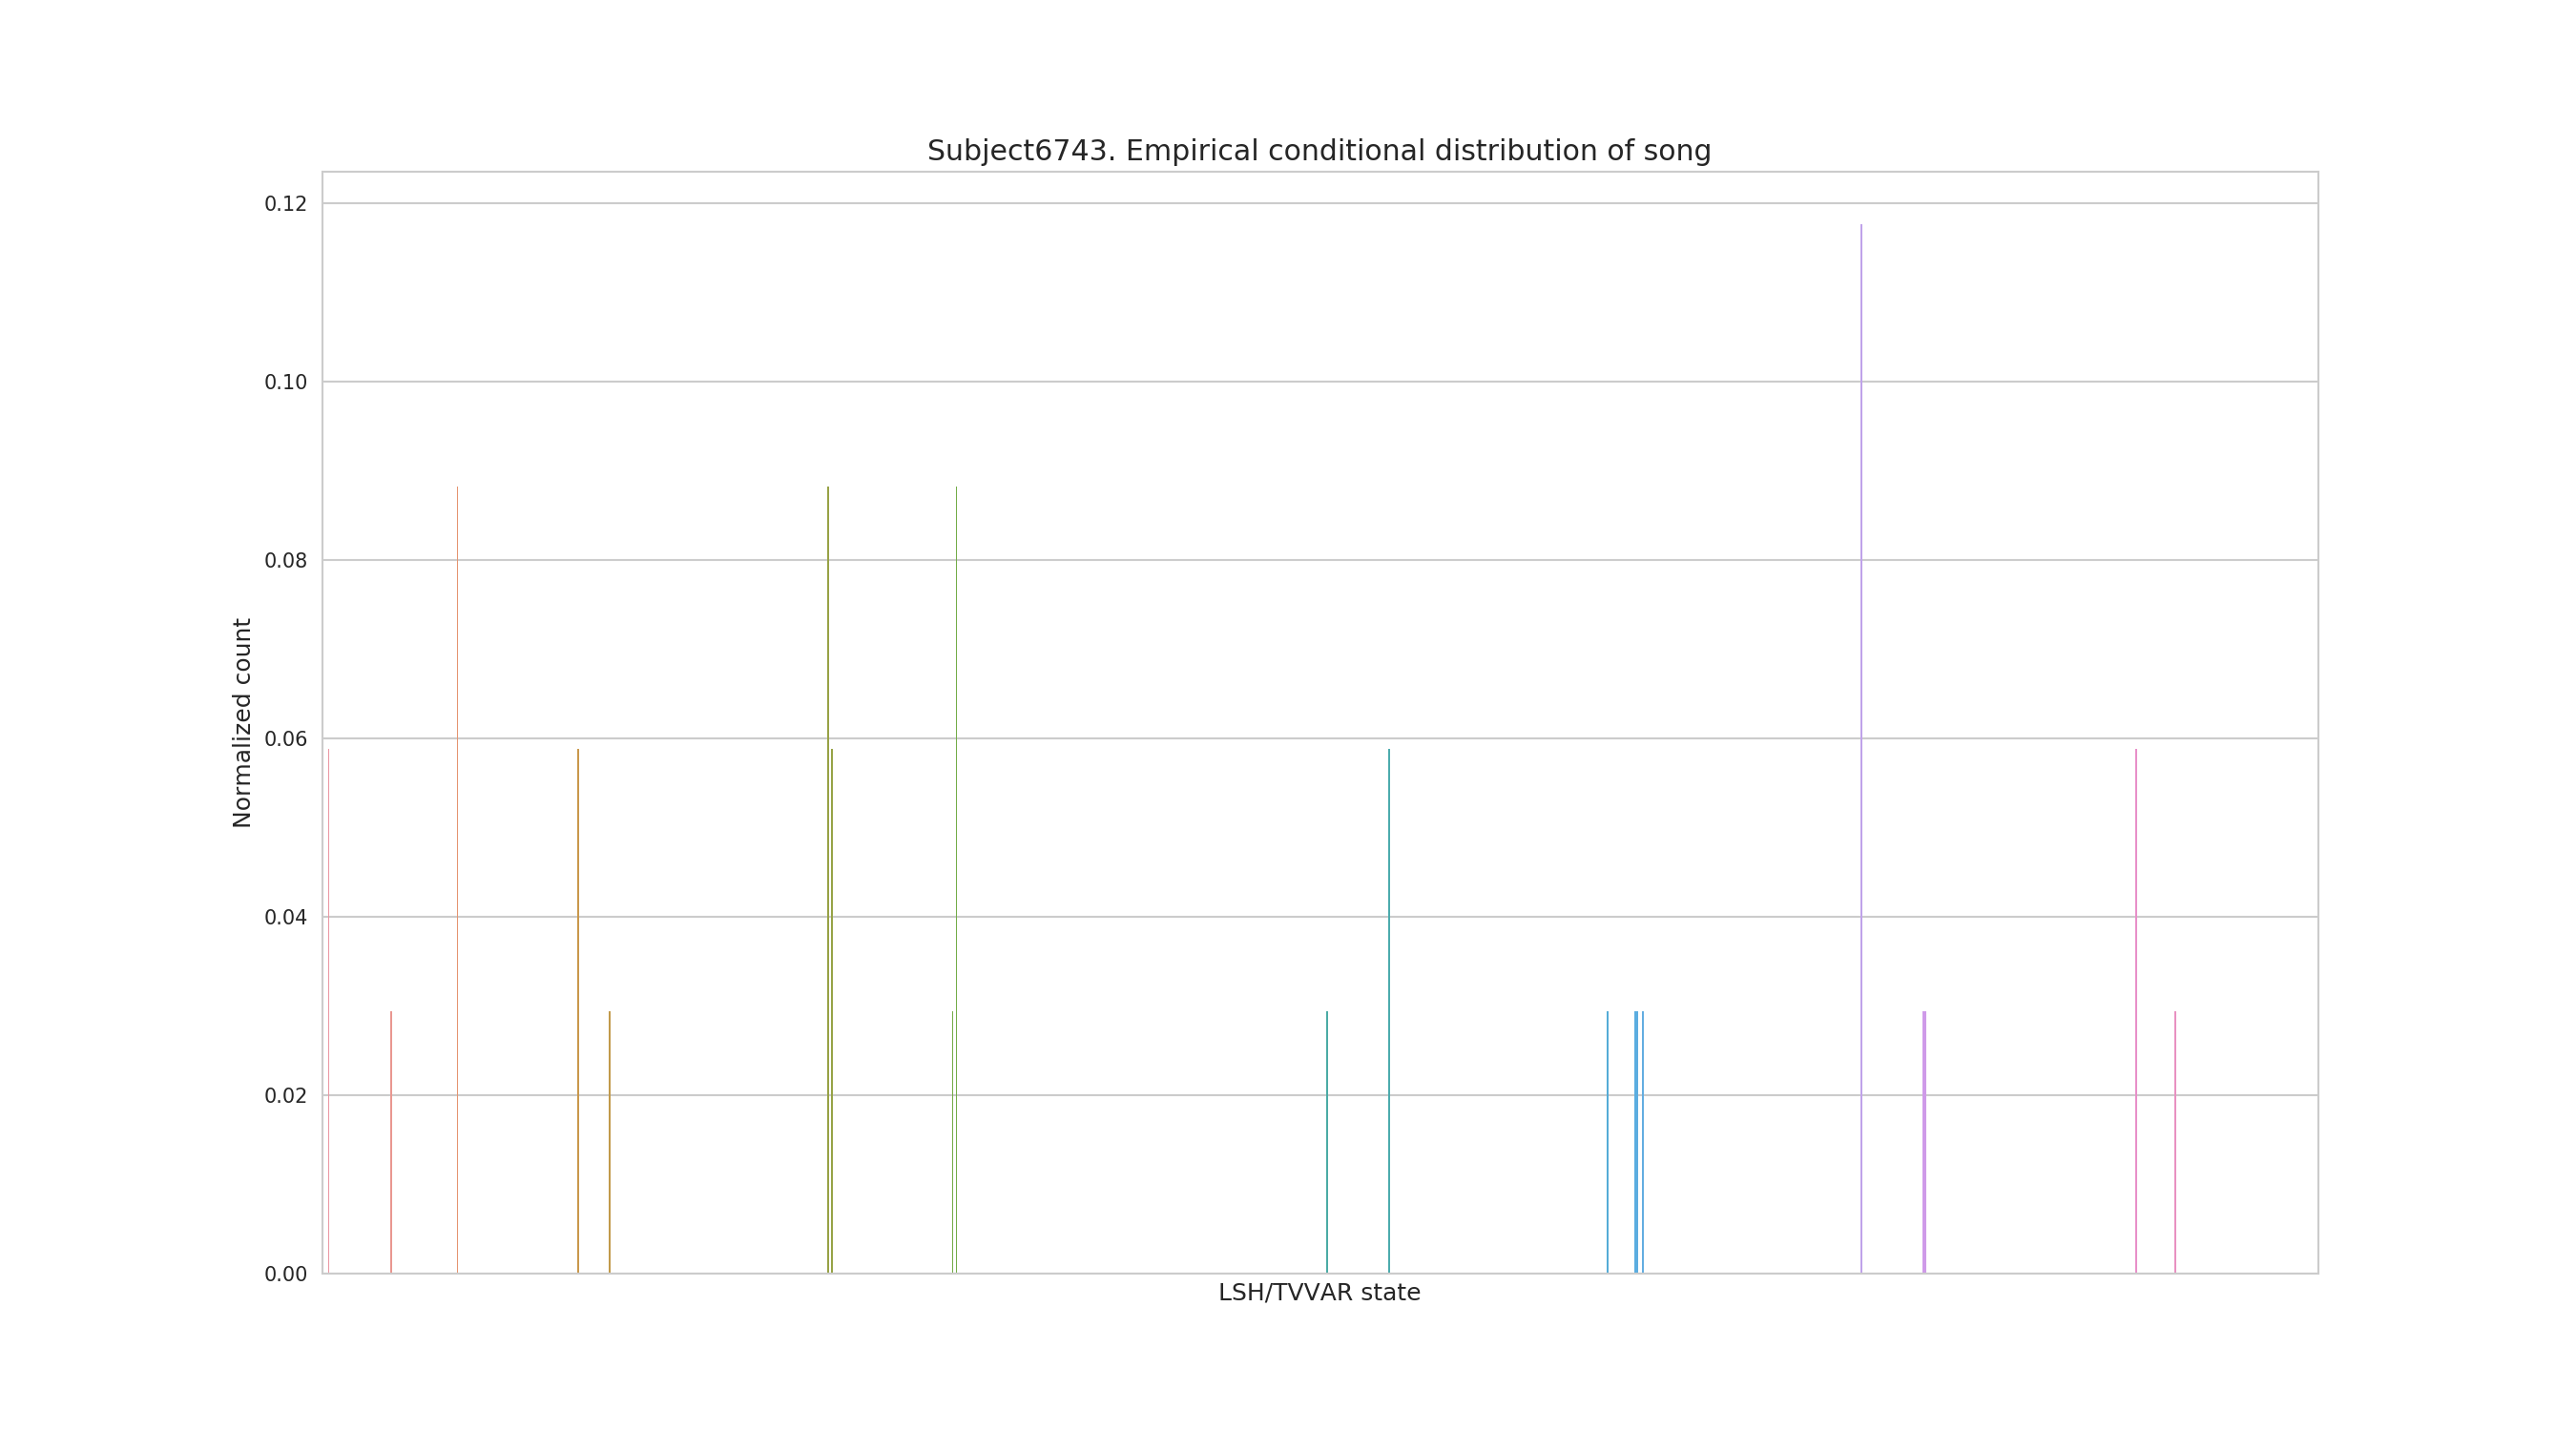 Subject6743. Empirical conditional distribution of song
0.12
0.10
0.08
0.06
0.04
0.02
0.00
Normalized count
LSH/TVVAR state